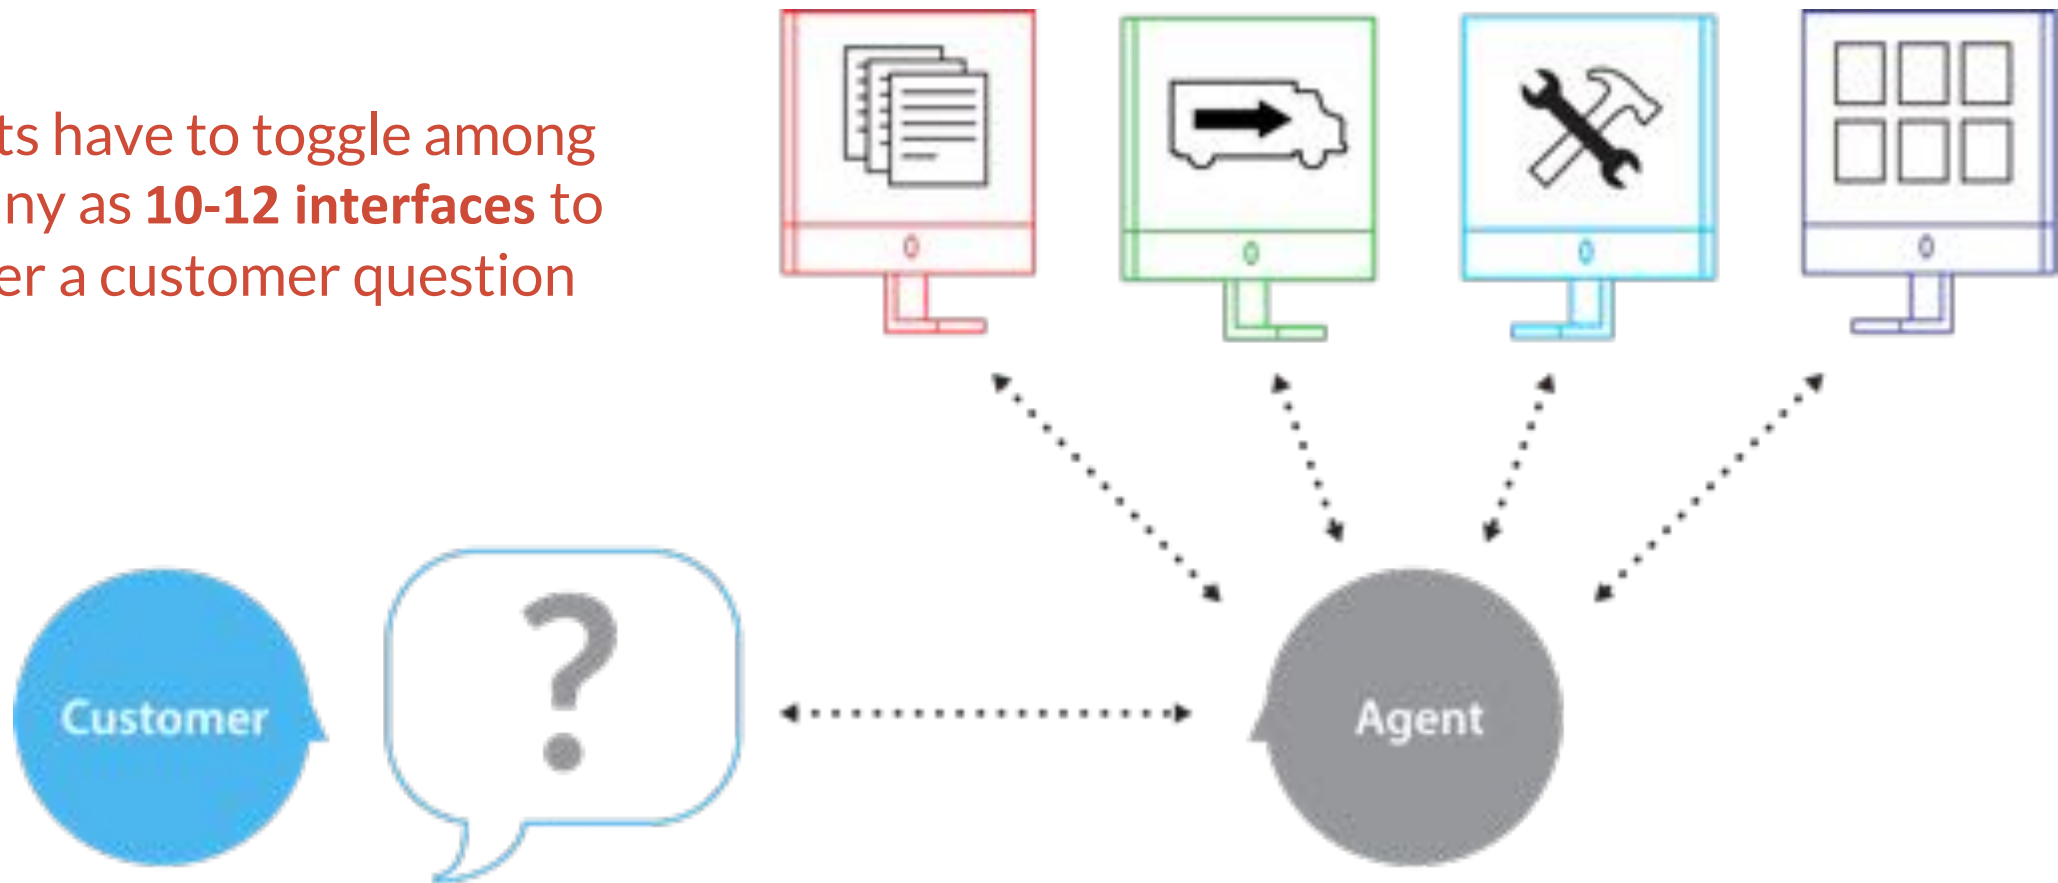 ts have to toggle among
ny as 10-12 interfaces to
er a customer question
?
Customer
Agent